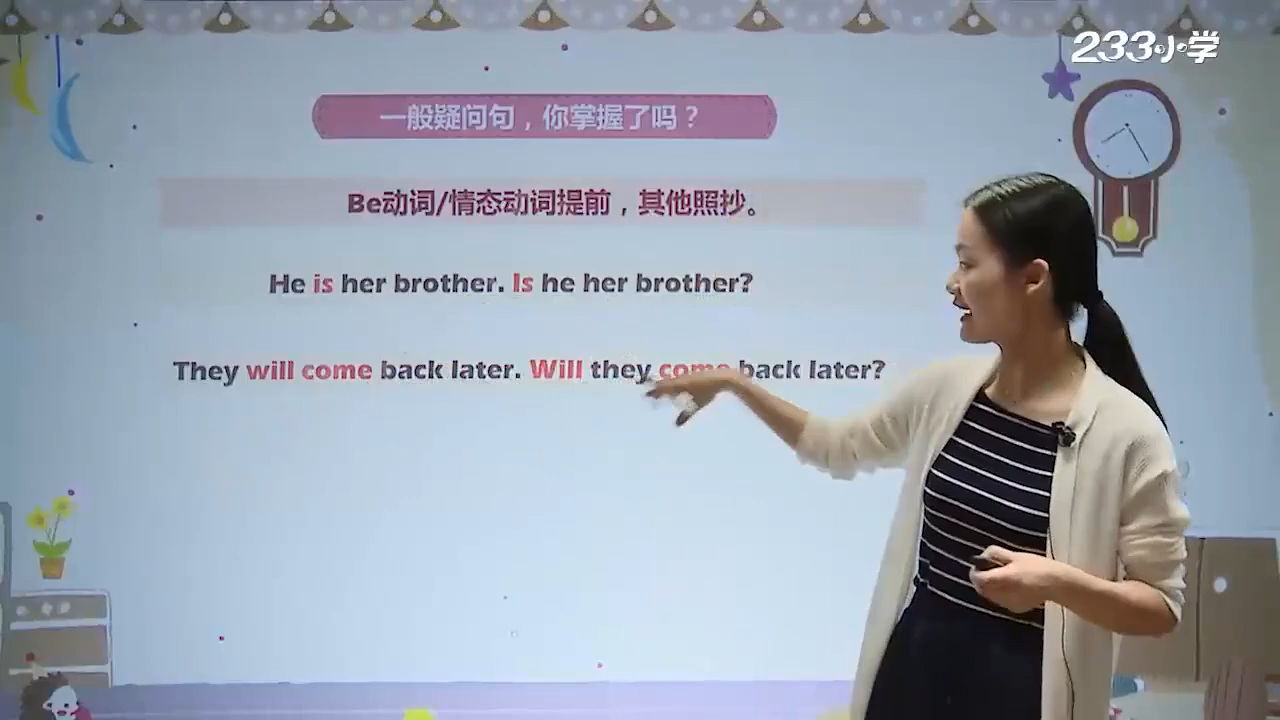 233小学
一般疑问句，你掌握了吗？
Be动词/情态动词提前，其他照抄。
He is her brother. Is he her brother?
They will come back later. Will they come back later?